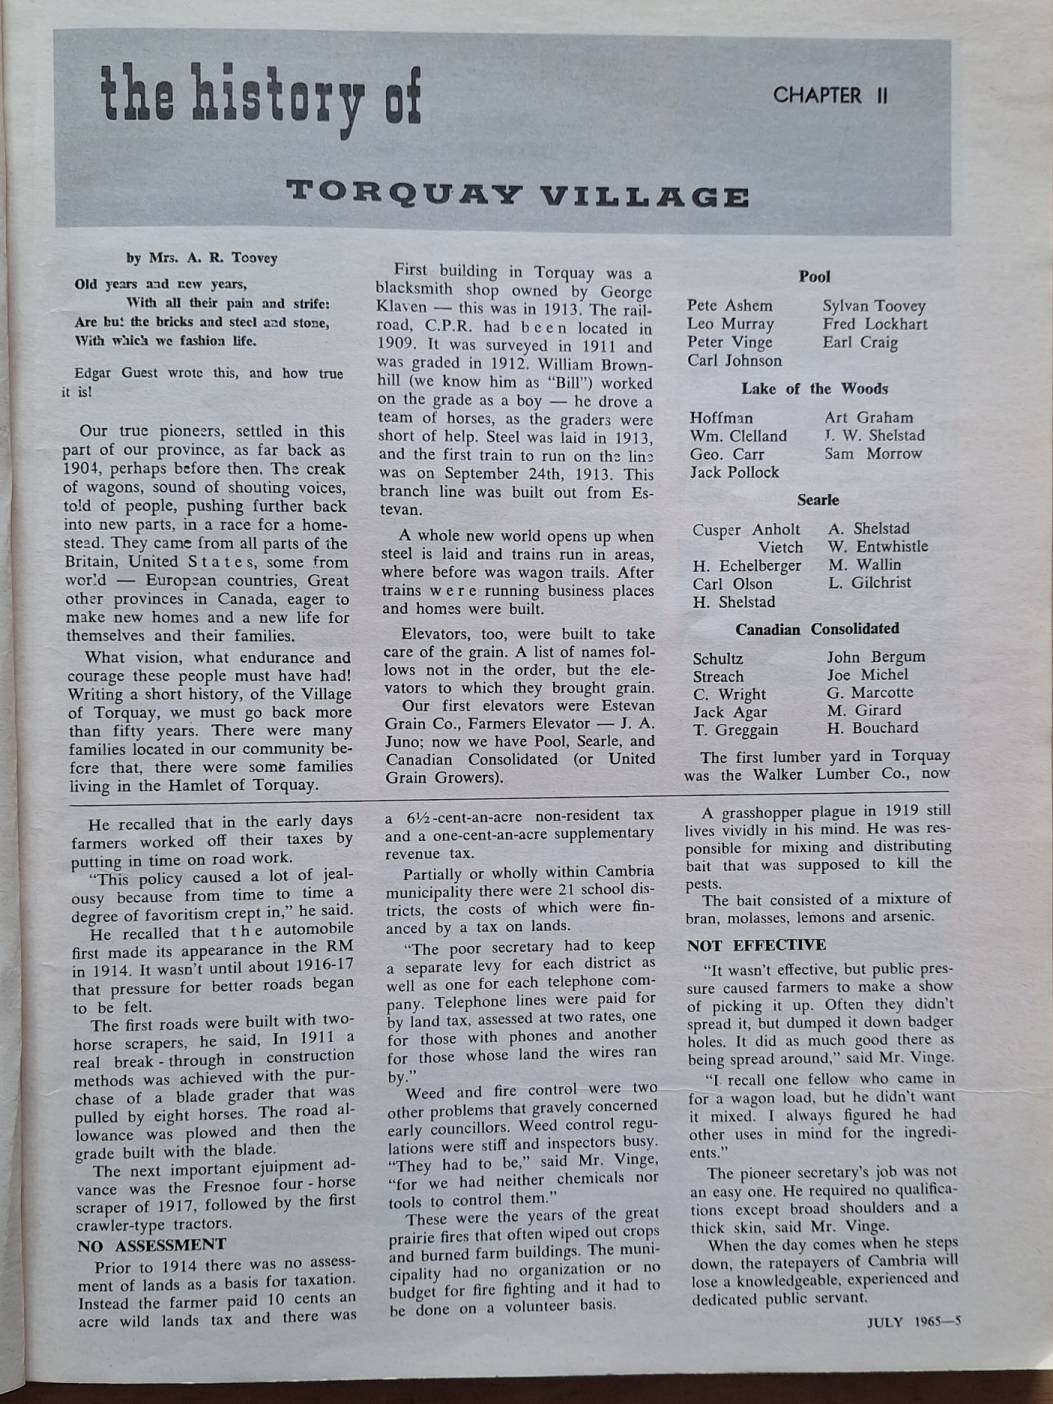 the history of
CHAPTER II
TORQUAY VILLAGE
by Mrs. A. R. Toovey
Old years and new years,
With all their pain and strife:
Are but the bricks and steel and stone,
With which we fashion life.
Edgar Guest wrote this, and how true
it is!
Our true pioneers, settled in this
part of our province, as far back as
1904, perhaps before then. The creak
of wagons, sound of shouting voices,
told of people, pushing further back
into new parts, in a race for a home-
stead. They came from all parts of the
Britain, United States, some from
world — European countries, Great
other provinces in Canada, eager to
make new homes and a new life for
themselves and their families.
What vision, what endurance and
courage these people must have had!
Writing a short history, of the Village
of Torquay, we must go back more
than fifty years. There were many
families located in our community be-
fore that, there were some families
living in the Hamlet of Torquay.
First building in Torquay was a
blacksmith shop owned by George
Klaven — this was in 1913. The rail-
road, C.P.R. had been located in
1909. It was surveyed in 1911 and
was graded in 1912. William Brown-
hill (we know him as "Bill") worked
on the grade as a boy — he drove a
team of horses, as the graders were
short of help. Steel was laid in 1913,
and the first train to run on the line
was on September 24th, 1913. This
branch line was built out from Es-
tevan.
A whole new world opens up when
steel is laid and trains run in areas,
where before was wagon trails. After
trains were running business places
and homes were built.
Elevators, too, were built to take
care of the grain. A list of names fol-
lows not in the order, but the ele-
vators to which they brought grain.
Our first elevators were Estevan
Grain Co., Farmers Elevator — J. A.
Juno; now we have Pool, Searle, and
Canadian Consolidated (or United
Grain Growers).
Pool
Pete Ashem Sylvan Toovey
Leo Murray Fred Lockhart
Peter Vinge Earl Craig
Carl Johnson
Lake of the Woods
Hoffman Art Graham
Wm. Clelland J. W. Shelstad
Geo. Carr Sam Morrow
Jack Pollock
Searle
Cusper Anholt A. Shelstad
Vietch W. Entwhistle
H. Echelberger M. Wallin
Carl Olson L. Gilchrist
H. Shelstad
Canadian Consolidated
Schultz John Bergum
Streach Joe Michel
C. Wright G. Marcotte
Jack Agar M. Girard
T. Greggain H. Bouchard
The first lumber yard in Torquay
was the Walker Lumber Co., now
He recalled that in the early days
farmers worked off their taxes by
putting in time on road work.
"This policy caused a lot of jeal-
ousy because from time to time a
degree of favoritism crept in," he said.
He recalled that the automobile
first made its appearance in the RM
in 1914. It wasn't until about 1916-17
that pressure for better roads began
to be felt.
The first roads were built with two-
horse scrapers, he said, In 1911 a
real break-through in construction
methods was achieved with the pur-
chase of a blade grader that was
pulled by eight horses. The road al-
lowance was plowed and then the
grade built with the blade.
The next important ejuipment ad-
vance was the Fresnoe four-horse
scraper of 1917, followed by the first
crawler-type tractors.
NO ASSESSMENT
Prior to 1914 there was no assess-
ment of lands as a basis for taxation.
Instead the farmer paid 10 cents an
acre wild lands tax and there was
a 6½-cent-an-acre non-resident tax
and a one-cent-an-acre supplementary
revenue tax.
Partially or wholly within Cambria
municipality there were 21 school dis-
tricts, the costs of which were fin-
anced by a tax on lands.
"The poor secretary had to keep
a separate levy for each district as
well as one for each telephone com-
pany. Telephone lines were paid for
by land tax, assessed at two rates, one
for those with phones and another
for those whose land the wires ran
by."
Weed and fire control were two
other problems that gravely concerned
early councillors. Weed control regu-
lations were stiff and inspectors busy.
"They had to be," said Mr. Vinge,
"for we had neither chemicals nor
tools to control them."
These were the years of the great
prairie fires that often wiped out crops
and burned farm buildings. The muni-
cipality had no organization or no
budget for fire fighting and it had to
be done on a volunteer basis.
A grasshopper plague in 1919 still
lives vividly in his mind. He was res-
ponsible for mixing and distributing
bait that was supposed to kill the
pests.
The bait consisted of a mixture of
bran, molasses, lemons and arsenic.
NOT EFFECTIVE
"It wasn't effective, but public pres-
sure caused farmers to make a show
of picking it up. Often they didn't
spread it, but dumped it down badger
holes. It did as much good there as
being spread around," said Mr. Vinge.
"I recall one fellow who came in
for a wagon load, but he didn't want
it mixed. I always figured he had
other uses in mind for the ingredi-
ents."
The pioneer secretary's job was not
an easy one. He required no qualifica-
tions except broad shoulders and a
thick skin, said Mr. Vinge.
When the day comes when he steps
down, the ratepayers of Cambria will
lose a knowledgeable, experienced and
dedicated public servant.
JULY 1965—5